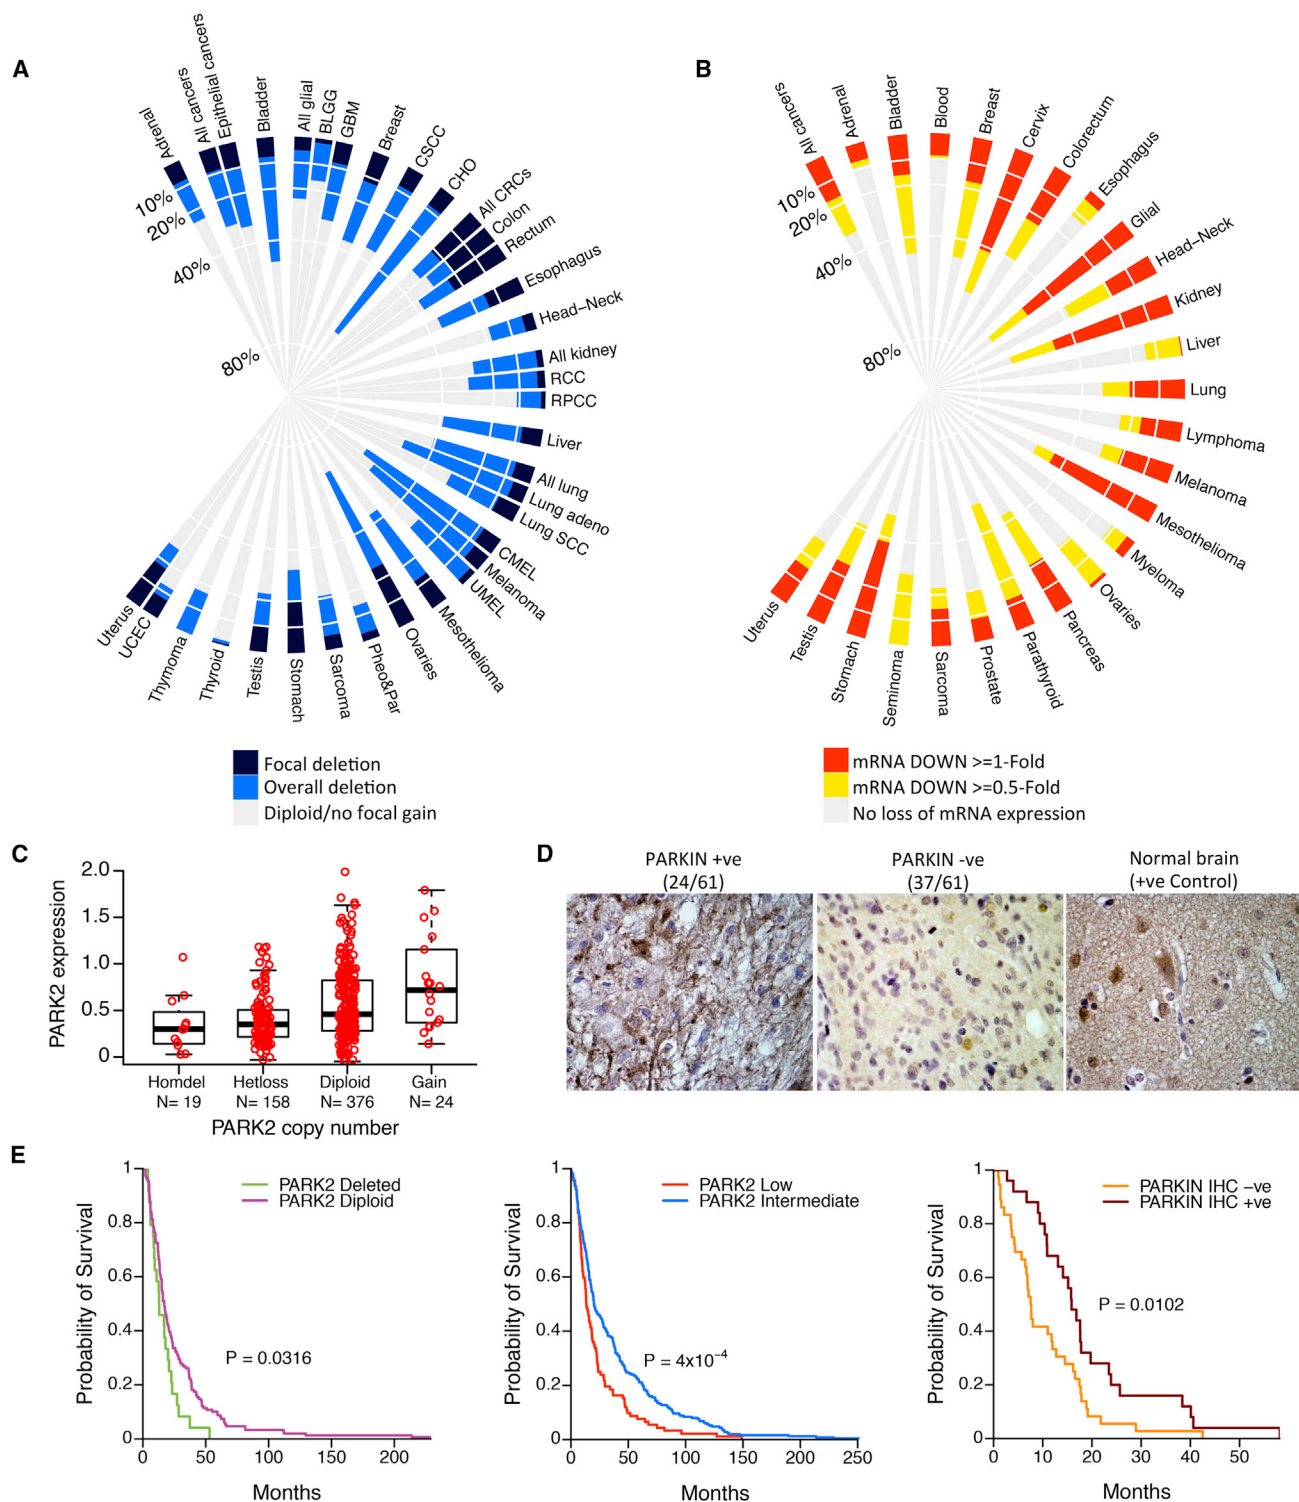 A
Adrenal
All cancers
Epithelial cancers
Bladder
All glial
BLGG
GBM
Breast
CSCC
CHO
All CRCs
Colon
Rectum
Esophagus
Head–Neck
All kidney
RCC
RPCC
Liver
All lung
Lung adeno
Lung SCC
CMEL
Melanoma
UMEL
Mesothelioma
Ovaries
Pheo&Par
Sarcoma
Stomach
Testis
Thyroid
Thymoma
UCEC
Uterus
10%
20%
40%
80%
Focal deletion
Overall deletion
Diploid/no focal gain
B
All cancers
Adrenal
Bladder
Blood
Breast
Cervix
Colorectum
Esophagus
Glial
Head–Neck
Kidney
Liver
Lung
Lymphoma
Melanoma
Mesothelioma
Myeloma
Ovaries
Pancreas
Parathyroid
Prostate
Sarcoma
Seminoma
Stomach
Testis
Uterus
10%
20%
40%
80%
mRNA DOWN >=1-Fold
mRNA DOWN >=0.5-Fold
No loss of mRNA expression
C
PARK2 expression
2.0
1.5
1.0
0.5
0
Homdel Hetloss Diploid Gain
N= 19 N= 158 N= 376 N= 24
PARK2 copy number
D
PARKIN +ve
(24/61)
PARKIN -ve
(37/61)
Normal brain
(+ve Control)
E
Probability of Survival
1
0.8
0.6
0.4
0.2
0
PARK2 Deleted
PARK2 Diploid
P = 0.0316
0 50 100 150 200
Months
Probability of Survival
1
0.8
0.6
0.4
0.2
0
PARK2 Low
PARK2 Intermediate
P = 4x10⁻⁴
0 50 100 150 200 250
Months
Probability of Survival
1
0.8
0.6
0.4
0.2
0
PARKIN IHC –ve
PARKIN IHC +ve
P = 0.0102
0 10 20 30 40 50
Months